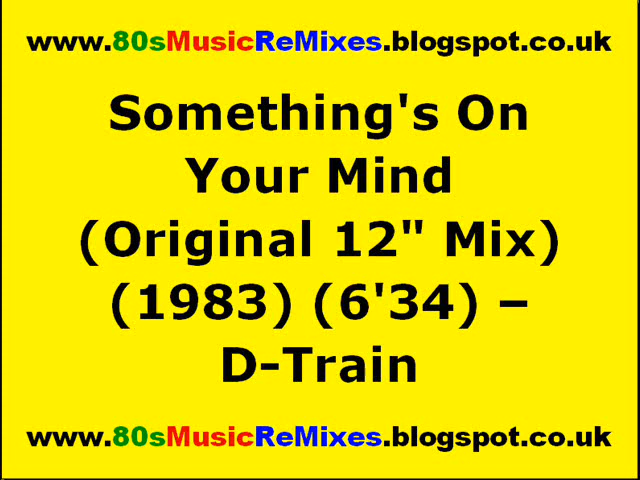 www.80sMusicReMixes.blogspot.co.uk
Something's On
Your Mind
(Original 12" Mix)
(1983) (6'34) –
D-Train
www.80sMusicReMixes.blogspot.co.uk